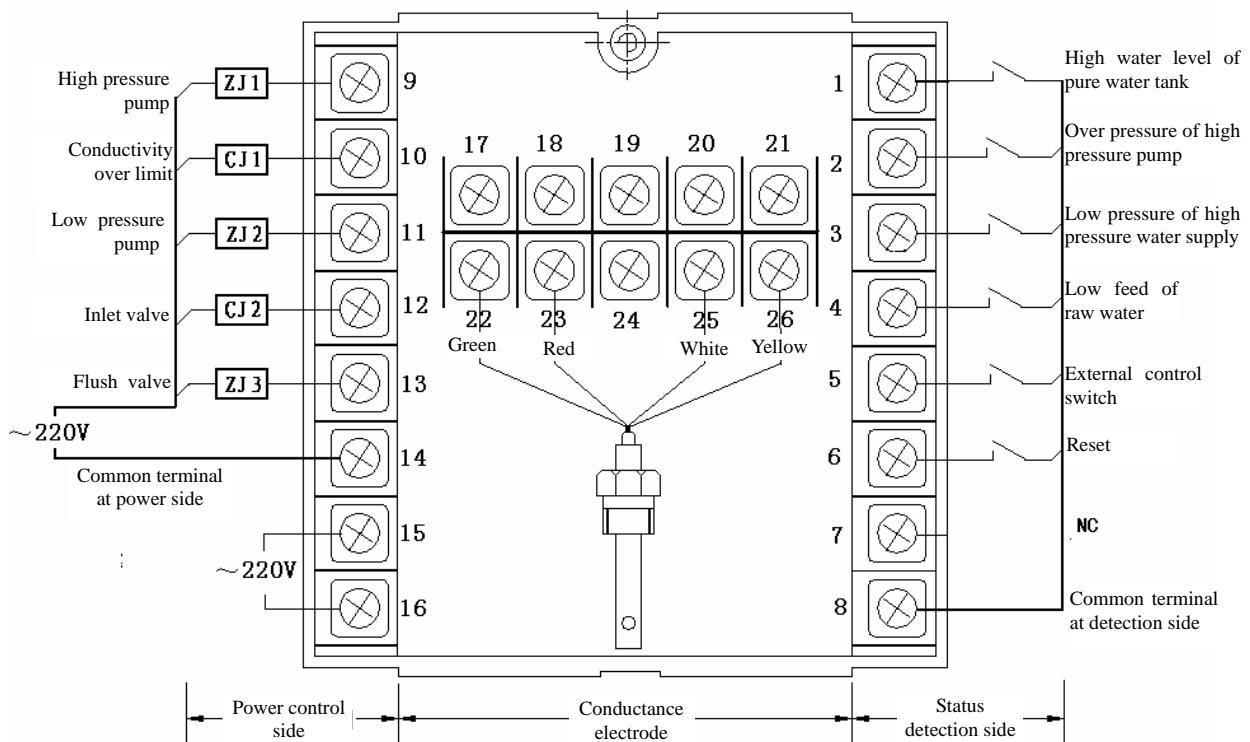 High pressure
pump
ZJ1
9
Conductivity
over limit
CJ1
10
Low pressure
pump
ZJ2
11
Inlet valve
CJ2
12
Flush valve
ZJ3
13
～220V
14
Common terminal
at power side
15
～220V
16
17 18 19 20 21
22 23 24 25 26
Green Red White Yellow
1
High water level of
pure water tank
2
Over pressure of high
pressure pump
3
Low pressure of high
pressure water supply
4
Low feed of
raw water
5
External control
switch
6
Reset
7
NC
8
Common terminal
at detection side
Power control
side
Conductance
electrode
Status
detection side